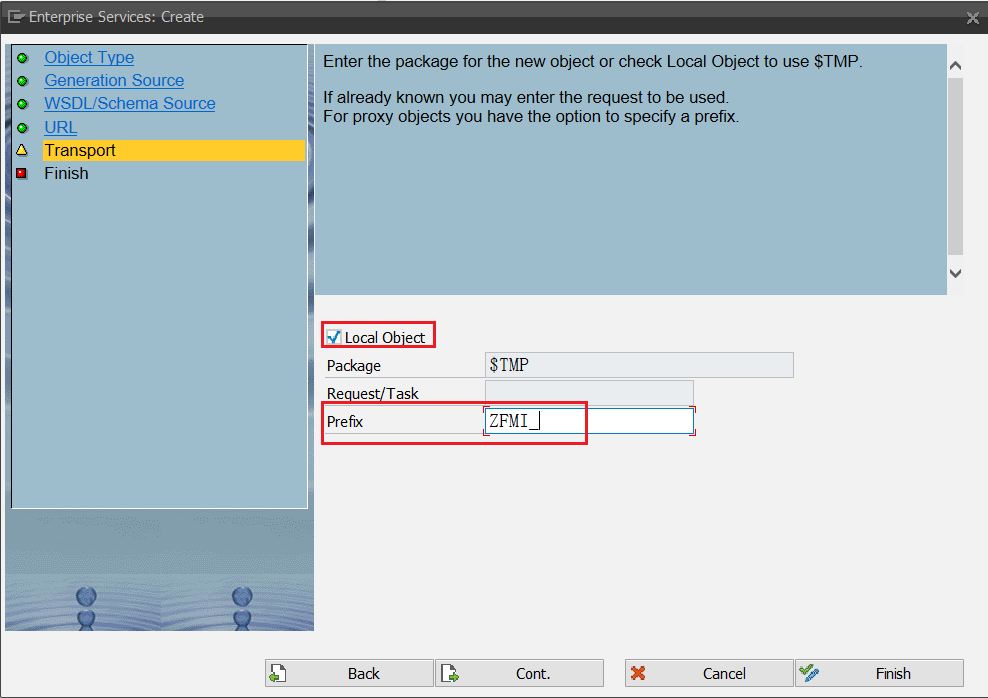 Enterprise Services: Create
Object Type
Generation Source
WSDL/Schema Source
URL
Transport
Finish
Enter the package for the new object or check Local Object to use $TMP.
If already known you may enter the request to be used.
For proxy objects you have the option to specify a prefix.
Local Object
Package $TMP
Request/Task
Prefix ZFMI_
Back Cont. Cancel Finish